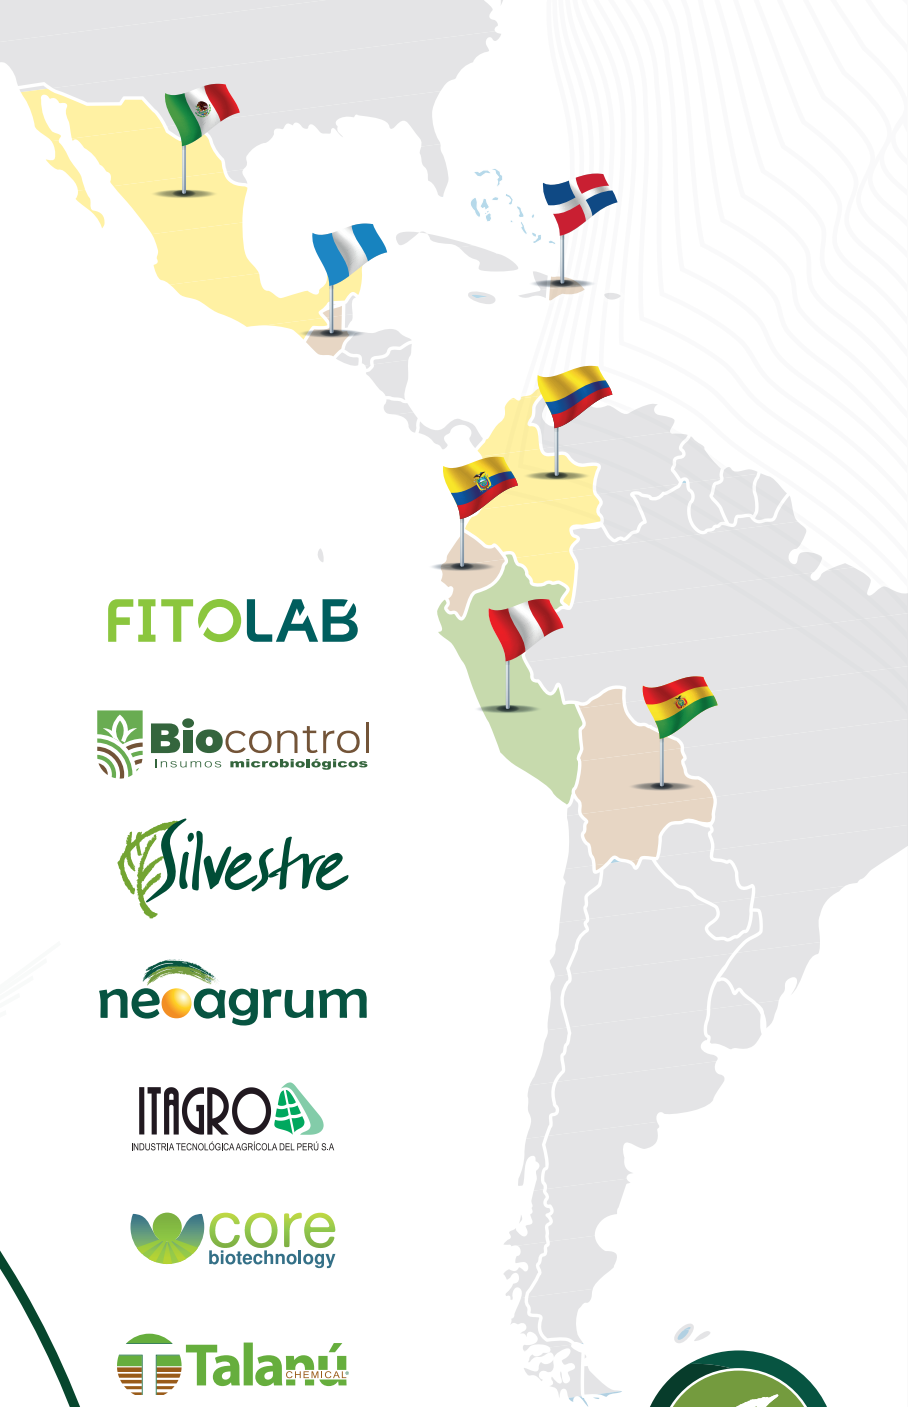 FITOLAB
Biocontrol
Insumos microbiológicos
Silvestre
neoagrum
ITAGRO
INDUSTRIA TECNOLÓGICA AGRÍCOLA DEL PERÚ S.A
core
biotechnology
Talanú
CHEMICAL